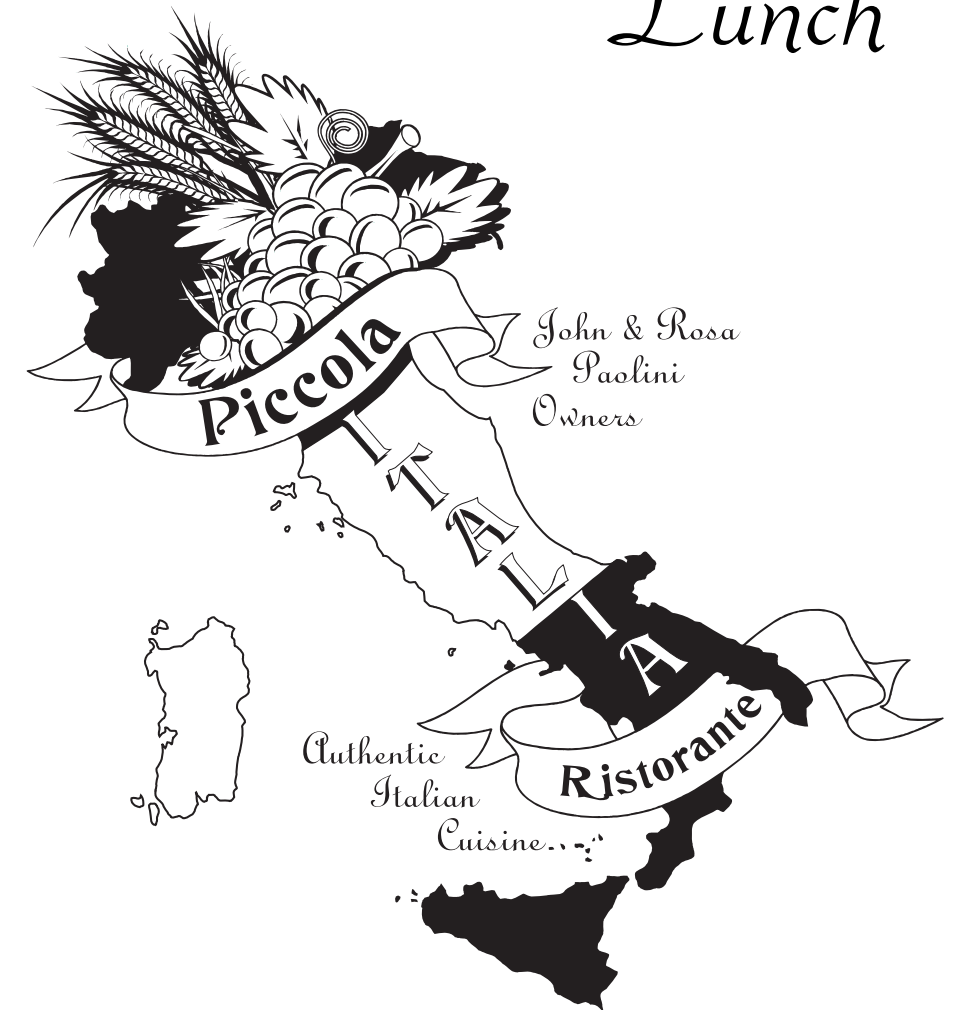 Lunch
Piccola
John & Rosa
Paolini
Owners
ITALIA
Ristorante
Authentic
Italian
Cuisine...